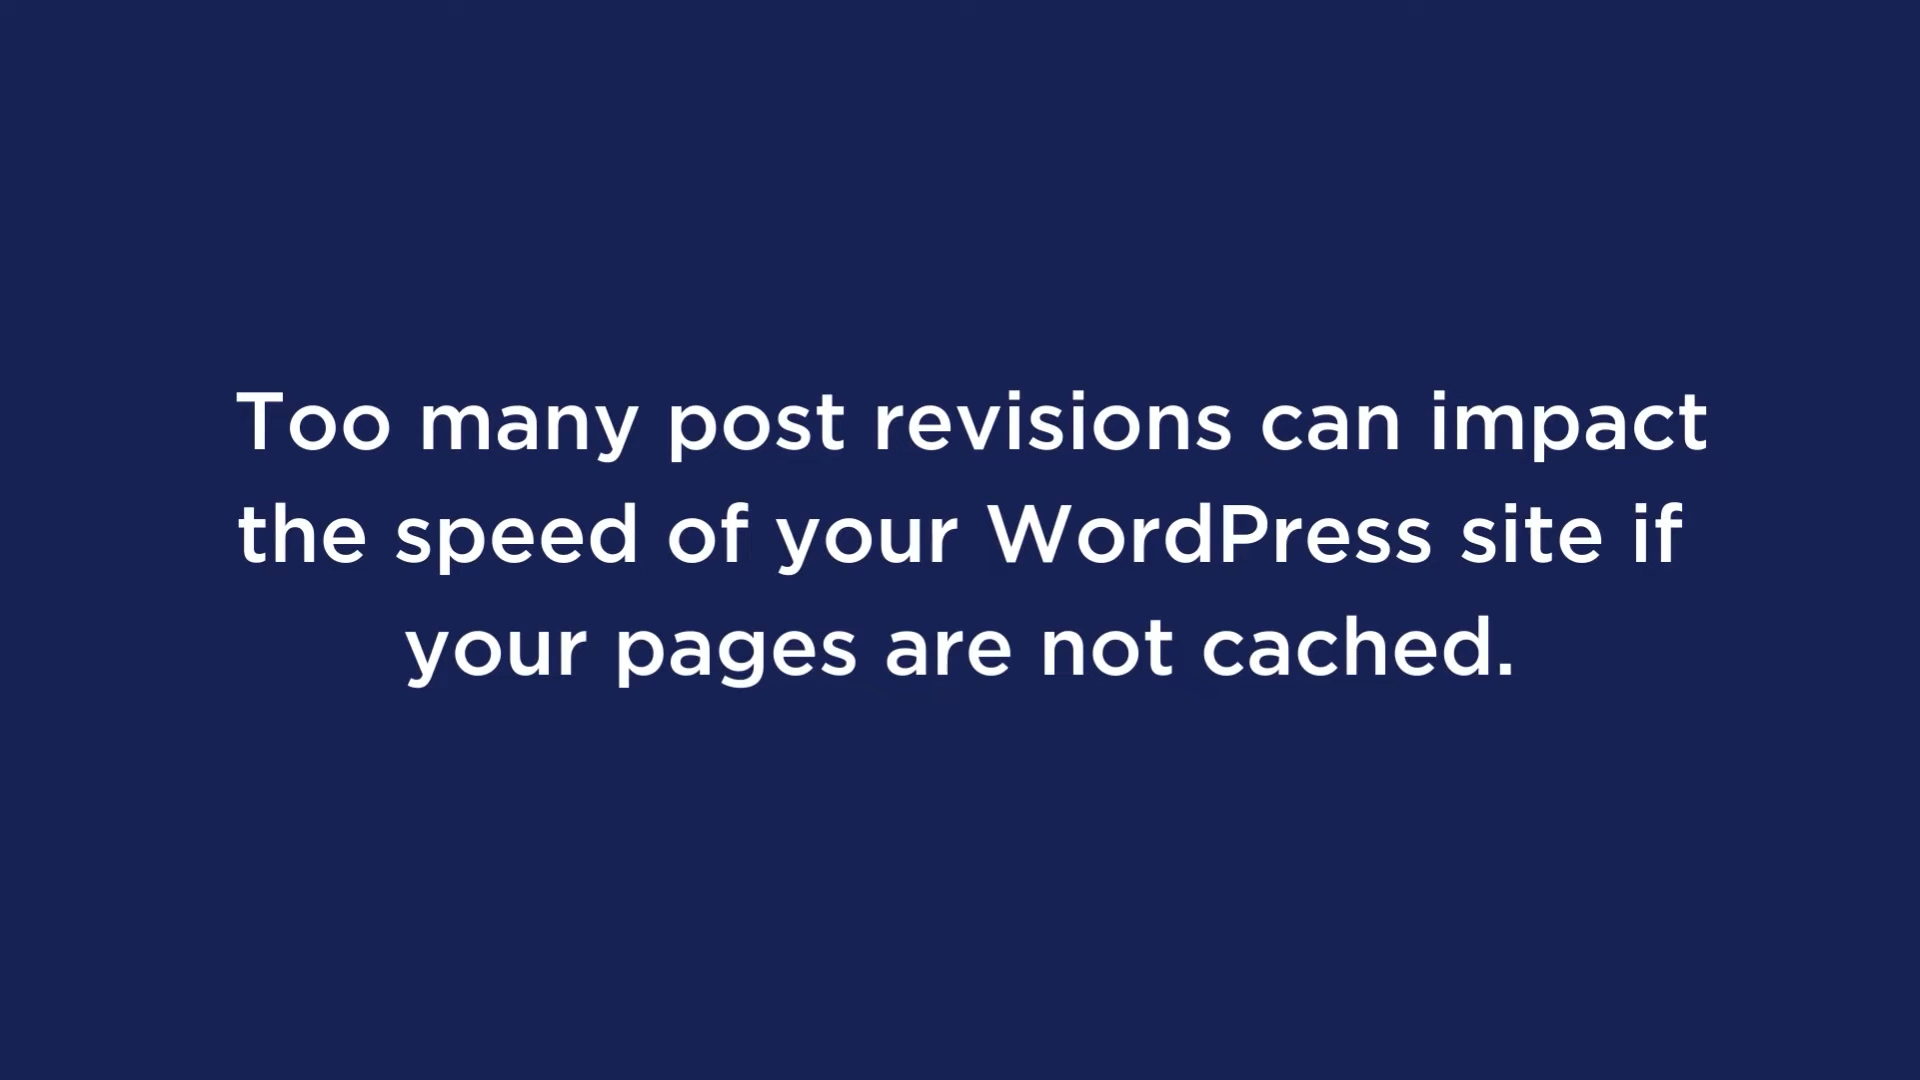 Too many post revisions can impact
the speed of your WordPress site if
your pages are not cached.